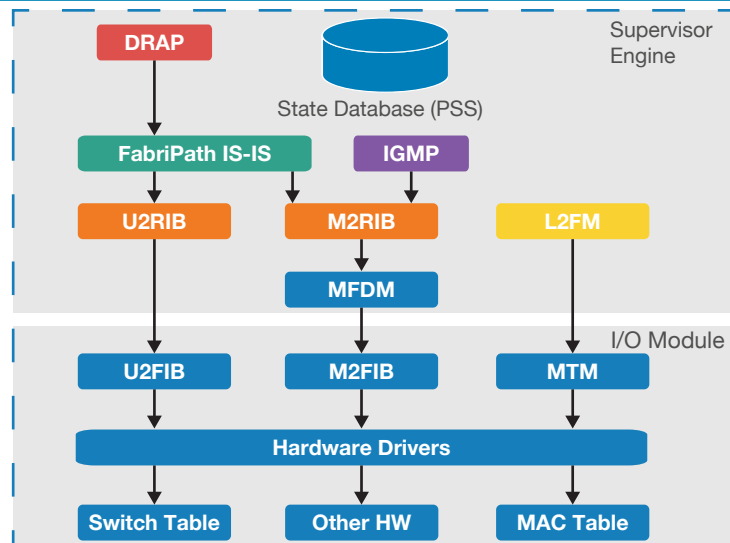 Supervisor
Engine
DRAP
State Database (PSS)
FabriPath IS-IS
IGMP
U2RIB
M2RIB
L2FM
MFDM
I/O Module
U2FIB
M2FIB
MTM
Hardware Drivers
Switch Table
Other HW
MAC Table